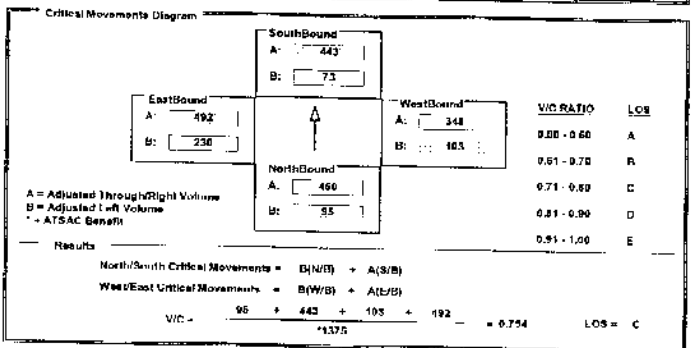 Critical Movements Diagram
SouthBound
A: 443
B: 73
EastBound
A: 492
B: 230
WestBound
A: 348
B: 103
NorthBound
A: 460
B: 95
V/C RATIO LOS
0.00 - 0.60 A
0.61 - 0.70 B
0.71 - 0.80 C
0.81 - 0.90 D
0.91 - 1.00 E
A = Adjusted Through/Right Volume
B = Adjusted Left Volume
* = ATSAC Benefit
Results
North/South Critical Movements = B(N/B) + A(S/B)
West/East Critical Movements = B(W/B) + A(E/B)
V/C = 95 + 443 + 103 + 492 = 0.754 LOS = C
*1375